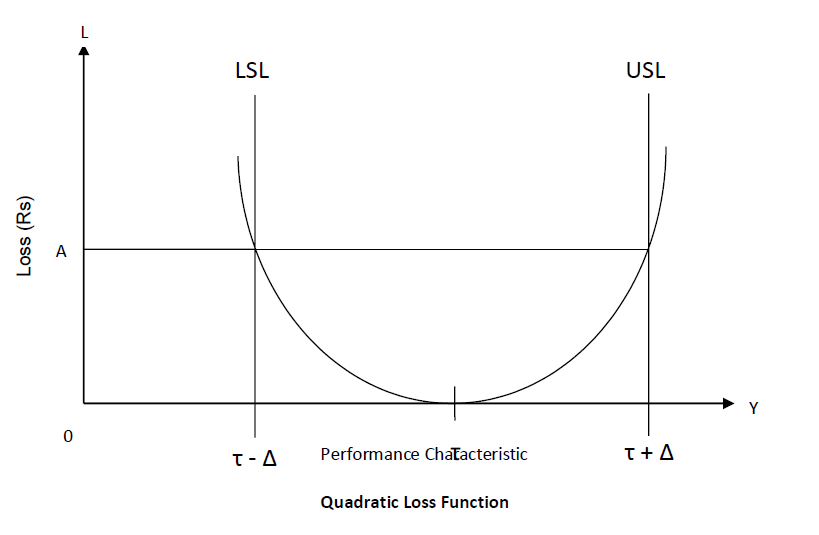 L
LSL
USL
Loss (Rs)
A
Y
0
τ - Δ
Performance Characteristic
τ
τ + Δ
Quadratic Loss Function